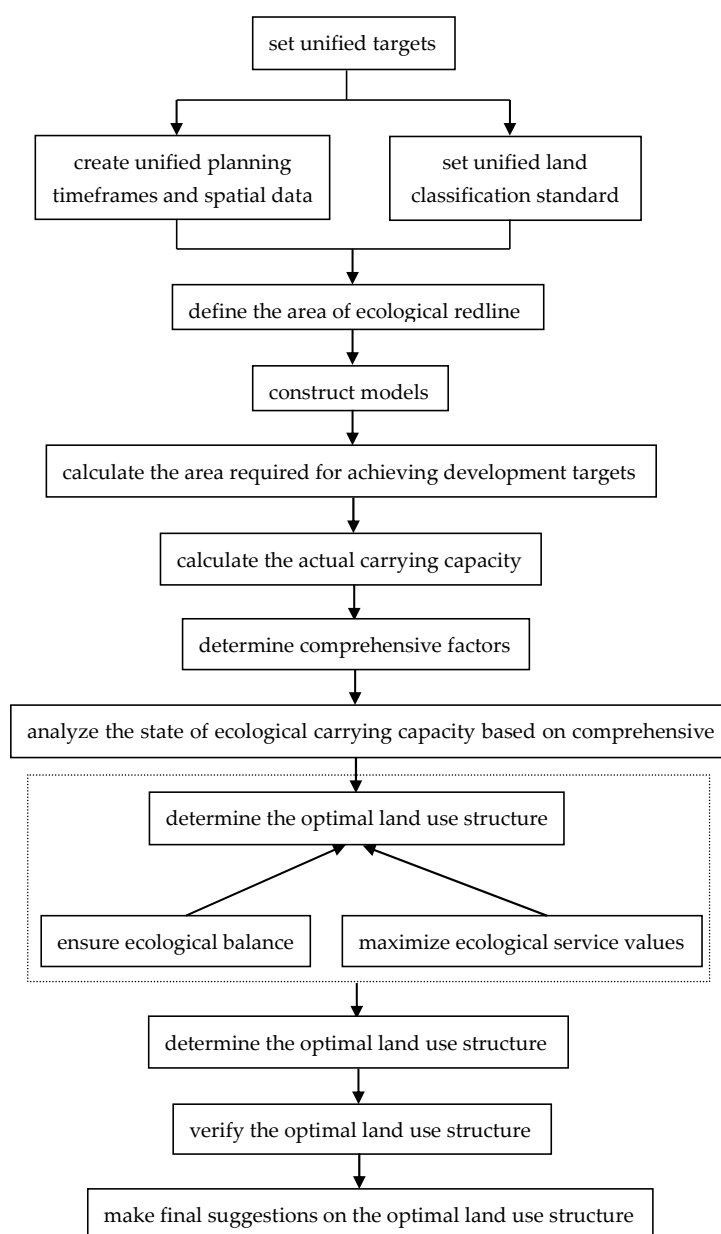 set unified targets
create unified planning
timeframes and spatial data
set unified land
classification standard
define the area of ecological redline
construct models
calculate the area required for achieving development targets
calculate the actual carrying capacity
determine comprehensive factors
analyze the state of ecological carrying capacity based on comprehensive
determine the optimal land use structure
ensure ecological balance
maximize ecological service values
determine the optimal land use structure
verify the optimal land use structure
make final suggestions on the optimal land use structure